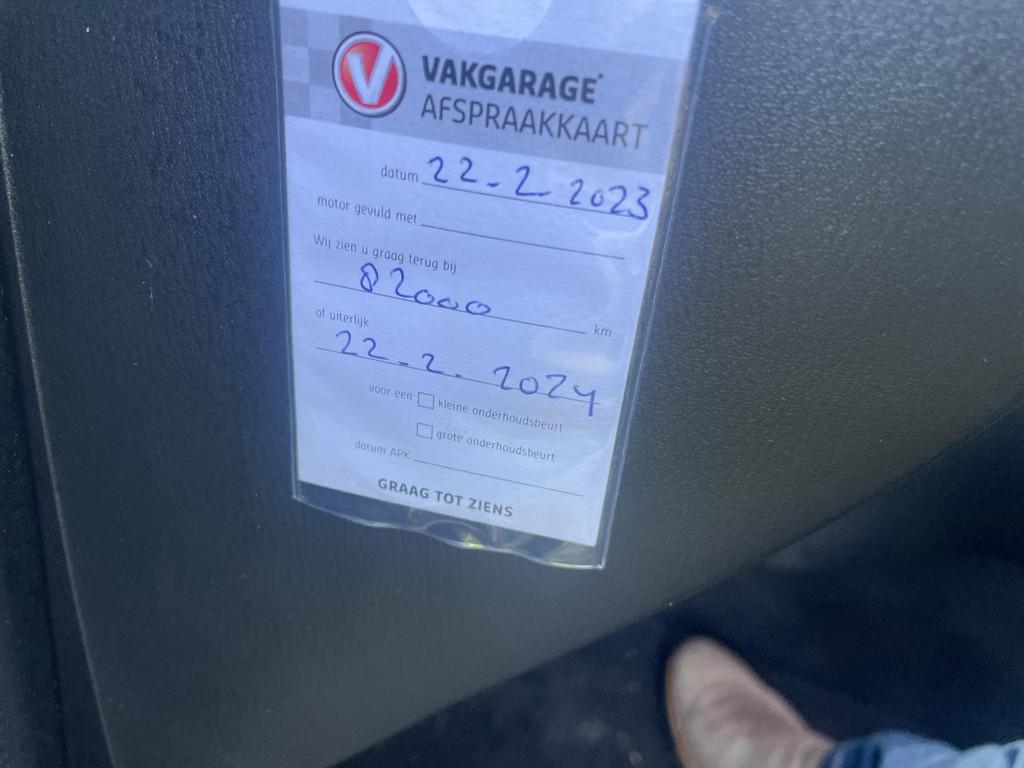 V VAKGARAGE
AFSPRAAKKAART
datum 22-2 2023
motor gevuld met
Wij zien u graag terug bij
82000 km
of uiterlijk
22-2. 2024
voor een kleine onderhoudsbeurt
grote onderhoudsbeurt
datum APK
GRAAG TOT ZIENS